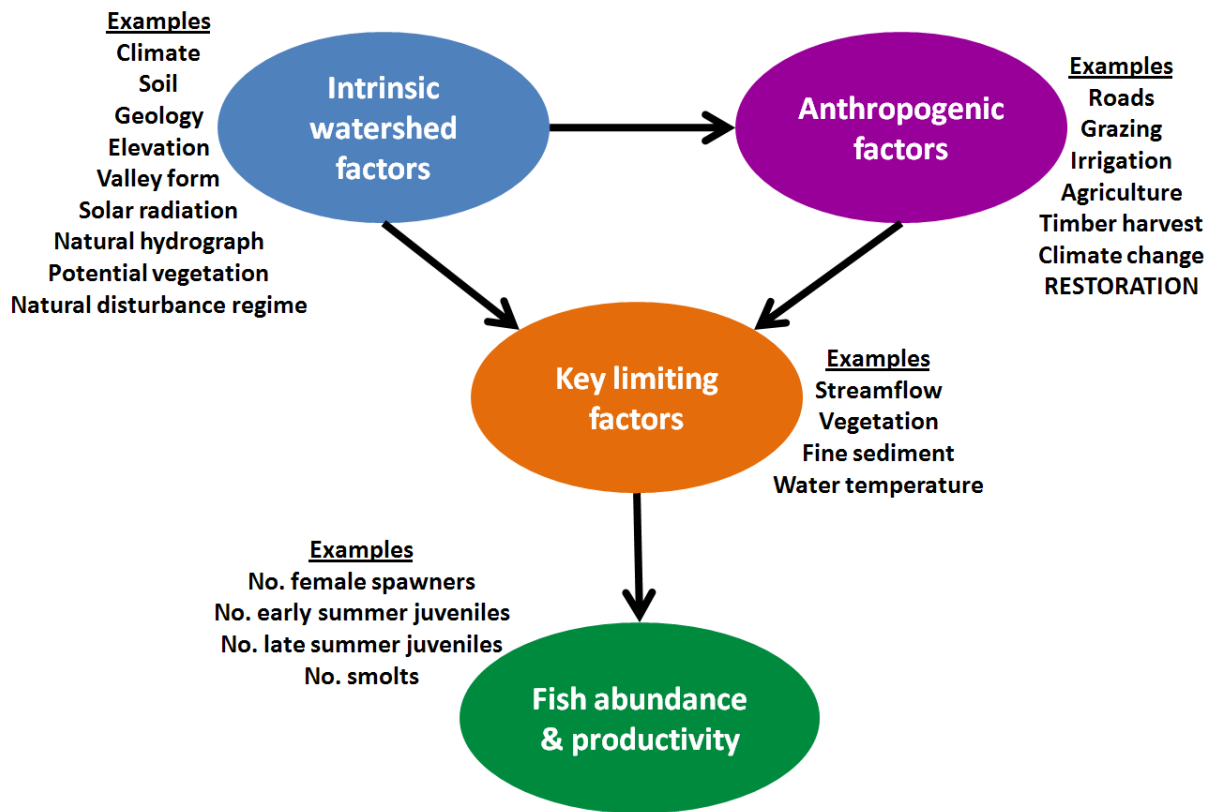 Examples
Climate
Soil
Geology
Elevation
Valley form
Solar radiation
Natural hydrograph
Potential vegetation
Natural disturbance regime
Intrinsic
watershed
factors
Anthropogenic
factors
Examples
Roads
Grazing
Irrigation
Agriculture
Timber harvest
Climate change
RESTORATION
Key limiting
factors
Examples
Streamflow
Vegetation
Fine sediment
Water temperature
Examples
No. female spawners
No. early summer juveniles
No. late summer juveniles
No. smolts
Fish abundance
& productivity